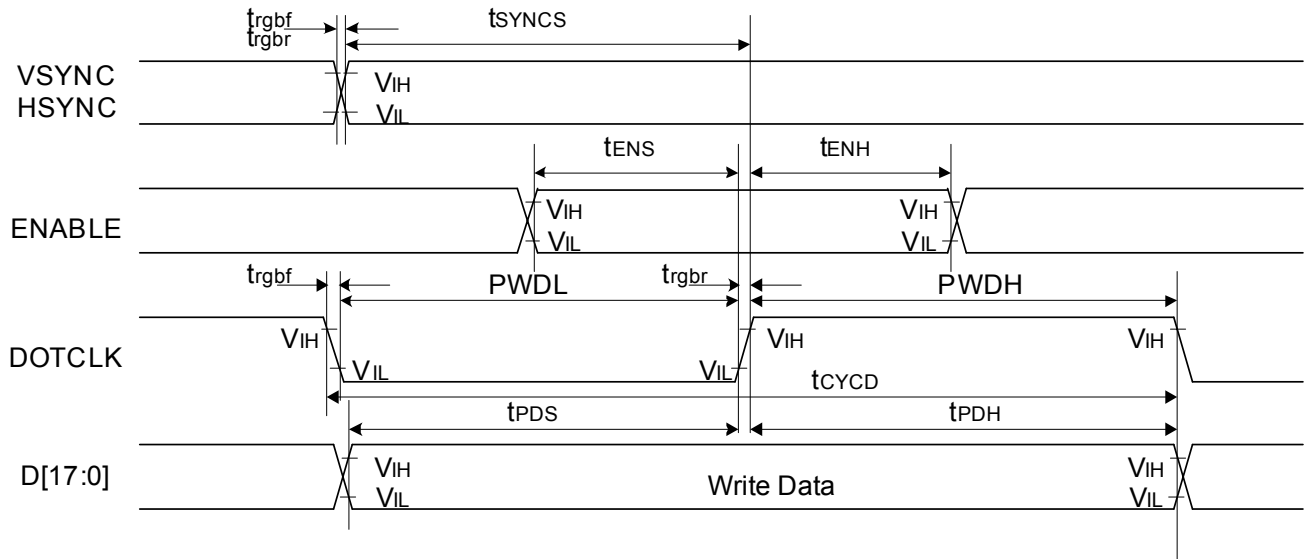 trgbf
trgbr
tSYNCS
VSYNC
HSYNC
VIH
VIL
tENS
tENH
ENABLE
VIH
VIL
VIH
VIL
trgbf
PWDL
trgbr
PWDH
DOTCLK
VIH
VIL
VIL
VIH
VIH
tCYCD
tPDS
tPDH
D[17:0]
VIH
VIL
Write Data
VIH
VIL